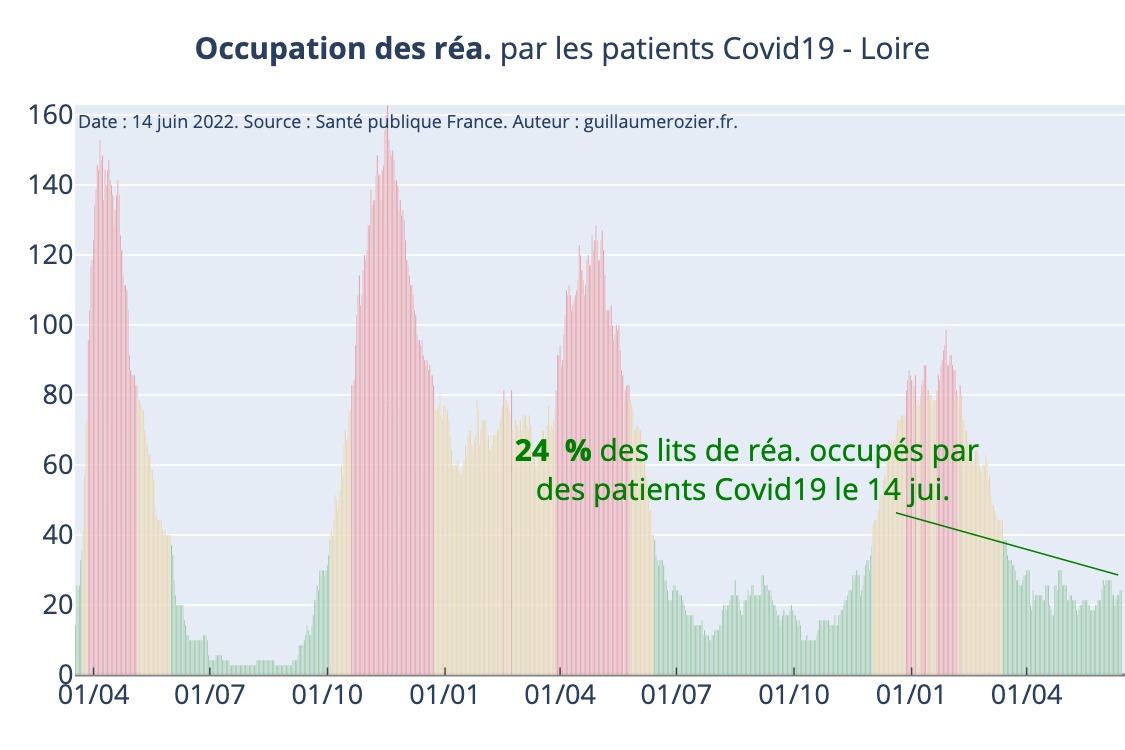 Occupation des réa. par les patients Covid19 - Loire
Date : 14 juin 2022. Source : Santé publique France. Auteur : guillaumerozier.fr.
160
140
120
100
80
60
40
20
0
24 % des lits de réa. occupés par
des patients Covid19 le 14 jui.
01/04 01/07 01/10 01/01 01/04 01/07 01/10 01/01 01/04